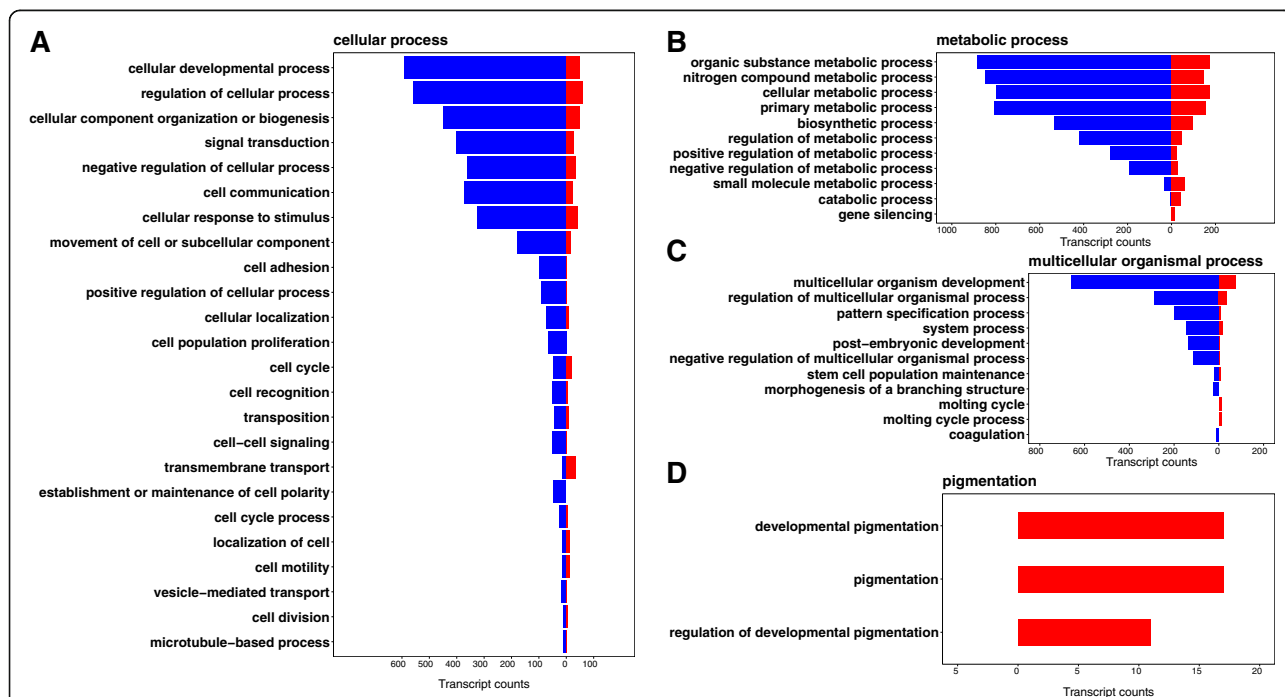 A
cellular process
cellular developmental process
regulation of cellular process
cellular component organization or biogenesis
signal transduction
negative regulation of cellular process
cell communication
cellular response to stimulus
movement of cell or subcellular component
cell adhesion
positive regulation of cellular process
cellular localization
cell population proliferation
cell cycle
cell recognition
transposition
cell−cell signaling
transmembrane transport
establishment or maintenance of cell polarity
cell cycle process
localization of cell
cell motility
vesicle−mediated transport
cell division
microtubule−based process
600 500 400 300 200 100 0 100
Transcript counts
B
metabolic process
organic substance metabolic process
nitrogen compound metabolic process
cellular metabolic process
primary metabolic process
biosynthetic process
regulation of metabolic process
positive regulation of metabolic process
negative regulation of metabolic process
small molecule metabolic process
catabolic process
gene silencing
1000 800 600 400 200 0 200
Transcript counts
C
multicellular organismal process
multicellular organism development
regulation of multicellular organismal process
pattern specification process
system process
post−embryonic development
negative regulation of multicellular organismal process
stem cell population maintenance
morphogenesis of a branching structure
molting cycle
molting cycle process
coagulation
800 600 400 200 0 200
Transcript counts
D
pigmentation
developmental pigmentation
pigmentation
regulation of developmental pigmentation
5 0 5 10 15 20
Transcript counts